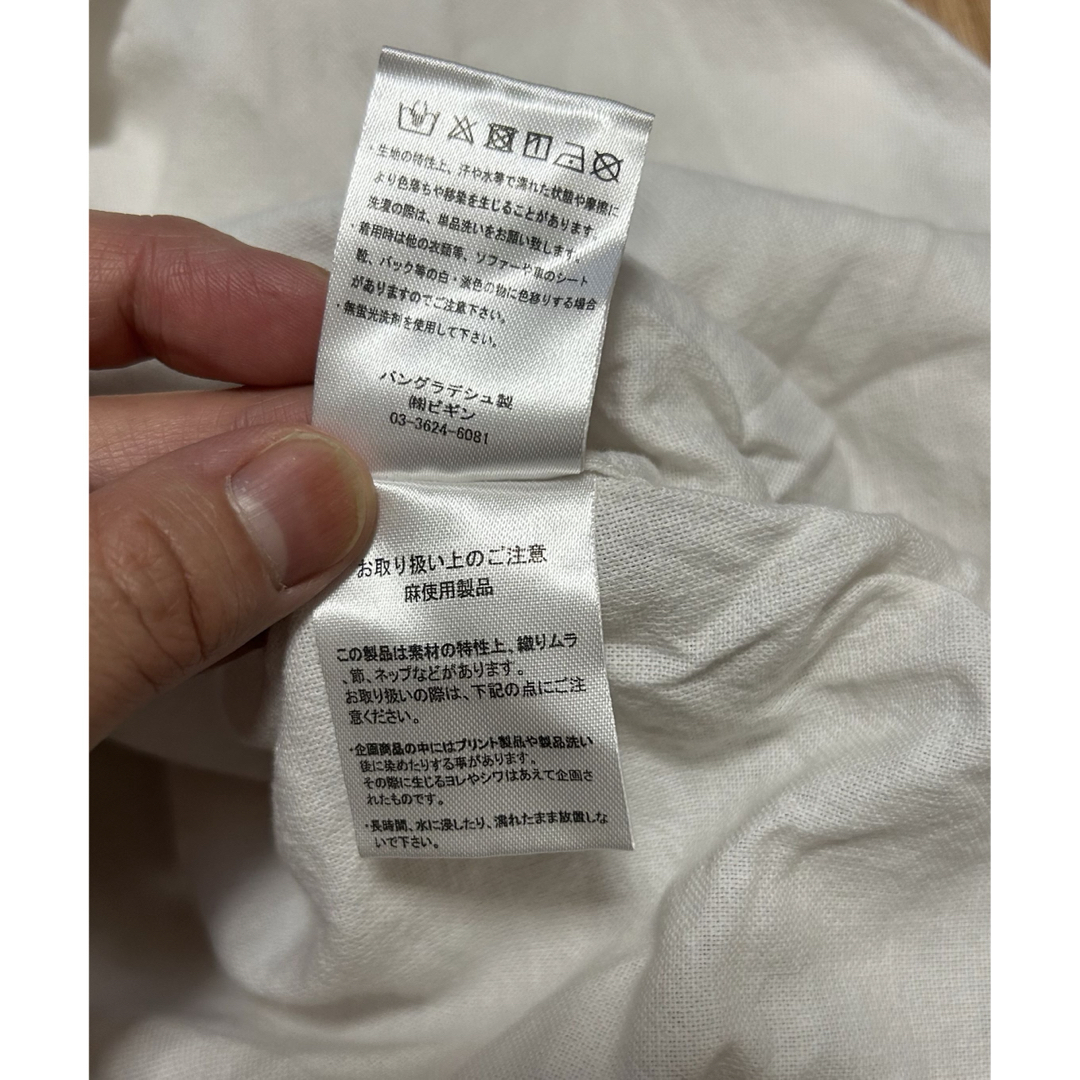 ・生地の特性上、汗や水等で濡れた状態や摩擦に
より色落ちや移染を生じることがあります
洗濯の際は、単品洗いをお願い致します。
・着用時は他の衣類等、ソファーや車のシート
靴、バック等の白・淡色の物に色移りする場合
がありますのでご注意下さい。
・無蛍光洗剤を使用して下さい。
バングラデシュ製
㈱ビギン
03-3624-6081
お取り扱い上のご注意
麻使用製品
この製品は素材の特性上、織りムラ
、節、ネップなどがあります。
お取り扱いの際は、下記の点にご注
意ください。
・企画商品の中にはプリント製品や製品洗い
後に染めたりする事があります。
その際に生じるヨレやシワはあえて企画さ
れたものです。
・長時間、水に浸したり、濡れたまま放置しな
いで下さい。